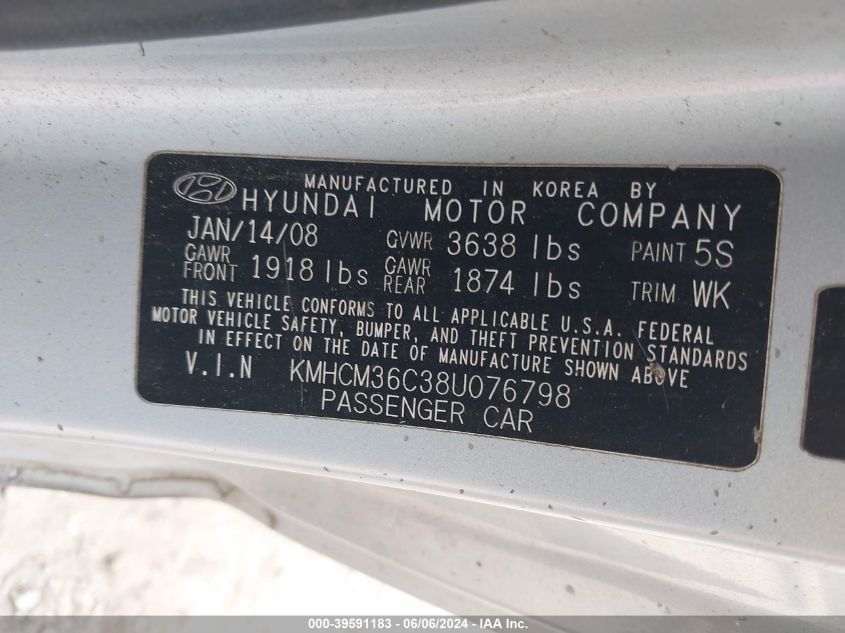 MANUFACTURED IN KOREA BY
HYUNDAI MOTOR COMPANY
JAN/14/08 GVWR 3638 lbs PAINT 5S
GAWR FRONT 1918 lbs GAWR REAR 1874 lbs TRIM WK
THIS VEHICLE CONFORMS TO ALL APPLICABLE U.S.A. FEDERAL
MOTOR VEHICLE SAFETY, BUMPER, AND THEFT PREVENTION STANDARDS
IN EFFECT ON THE DATE OF MANUFACTURE SHOWN ABOVE
V.I.N KMHCM36C38U076798
PASSENGER CAR
000-39591183 - 06/06/2024 - IAA Inc.